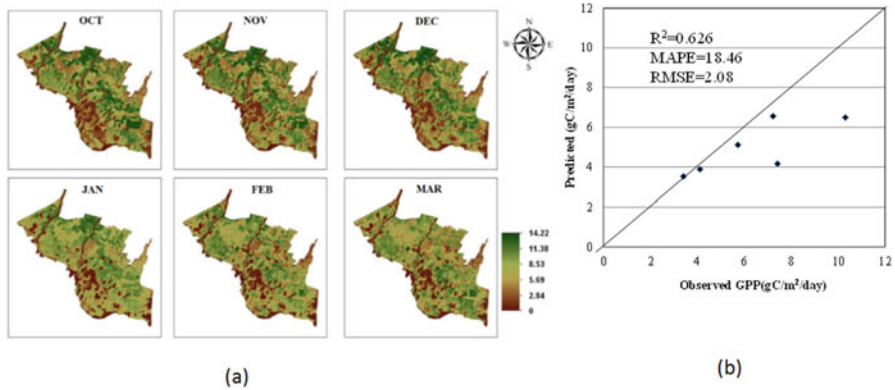 OCT
NOV
DEC
N
W E
S
JAN
FEB
MAR
14.22
11.38
8.53
5.69
2.84
0
(a)
12
10
8
6
4
2
0
Predicted (gC/m²/day)
R²=0.626
MAPE=18.46
RMSE=2.08
0 2 4 6 8 10 12
Observed GPP(gC/m²/day)
(b)